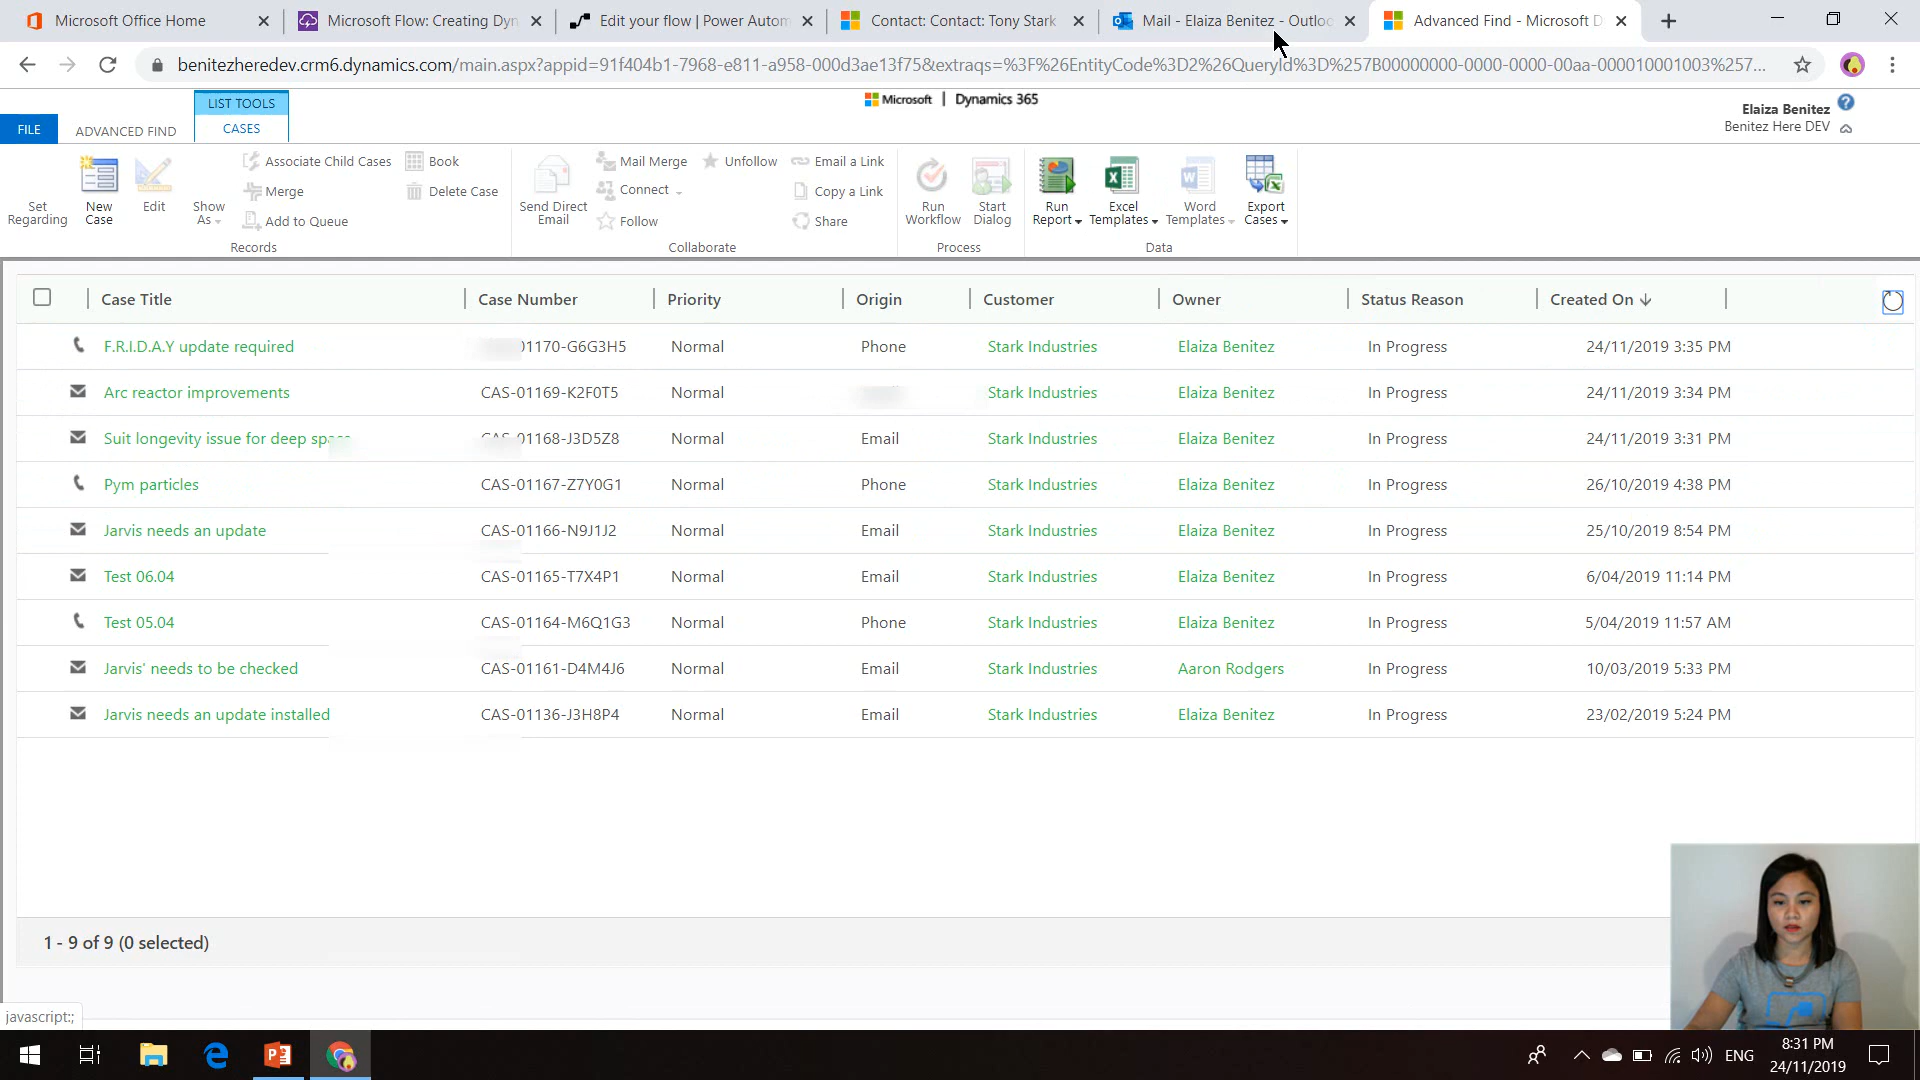 Microsoft Office Home
Microsoft Flow: Creating Dyn
Edit your flow | Power Autom
Contact: Contact: Tony Stark
Mail - Elaiza Benitez - Outloo
Advanced Find - Microsoft D
benitezheredev.crm6.dynamics.com/main.aspx?appid=91f404b1-7968-e811-a958-000d3ae13f75&extraqs=%3F%26EntityCode%3D2%26QueryId%3D%257B00000000-0000-0000-00aa-000010001003%257...
Microsoft | Dynamics 365
Elaiza Benitez
Benitez Here DEV
FILE
ADVANCED FIND
LIST TOOLS
CASES
Set Regarding
New Case
Edit
Show As
Associate Child Cases
Merge
Add to Queue
Book
Delete Case
Records
Send Direct Email
Mail Merge
Connect
Follow
Unfollow
Email a Link
Copy a Link
Share
Collaborate
Run Workflow
Start Dialog
Process
Run Report
Excel Templates
Word Templates
Export Cases
Data
Case Title Case Number Priority Origin Customer Owner Status Reason Created On
F.R.I.D.A.Y update required 01170-G6G3H5 Normal Phone Stark Industries Elaiza Benitez In Progress 24/11/2019 3:35 PM
Arc reactor improvements CAS-01169-K2F0T5 Normal Stark Industries Elaiza Benitez In Progress 24/11/2019 3:34 PM
Suit longevity issue for deep space CAS-01168-J3D5Z8 Normal Email Stark Industries Elaiza Benitez In Progress 24/11/2019 3:31 PM
Pym particles CAS-01167-Z7Y0G1 Normal Phone Stark Industries Elaiza Benitez In Progress 26/10/2019 4:38 PM
Jarvis needs an update CAS-01166-N9J1J2 Normal Email Stark Industries Elaiza Benitez In Progress 25/10/2019 8:54 PM
Test 06.04 CAS-01165-T7X4P1 Normal Email Stark Industries Elaiza Benitez In Progress 6/04/2019 11:14 PM
Test 05.04 CAS-01164-M6Q1G3 Normal Phone Stark Industries Elaiza Benitez In Progress 5/04/2019 11:57 AM
Jarvis' needs to be checked CAS-01161-D4M4J6 Normal Email Stark Industries Aaron Rodgers In Progress 10/03/2019 5:33 PM
Jarvis needs an update installed CAS-01136-J3H8P4 Normal Email Stark Industries Elaiza Benitez In Progress 23/02/2019 5:24 PM
1 - 9 of 9 (0 selected)
javascript:;
ENG
8:31 PM
24/11/2019